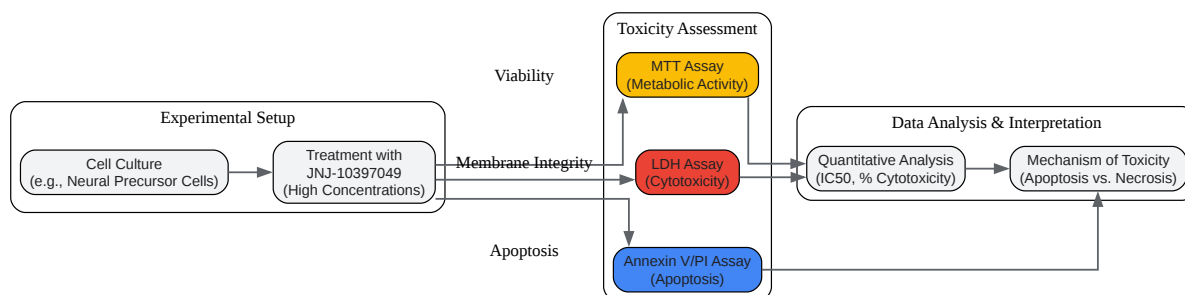 Toxicity Assessment
Viability
MTT Assay
(Metabolic Activity)
Experimental Setup
Data Analysis & Interpretation
Cell Culture
(e.g., Neural Precursor Cells)
Treatment with
JNJ-10397049
(High Concentrations)
Membrane Integrity
LDH Assay
(Cytotoxicity)
Quantitative Analysis
(IC50, % Cytotoxicity)
Mechanism of Toxicity
(Apoptosis vs. Necrosis)
Apoptosis
Annexin V/PI Assay
(Apoptosis)